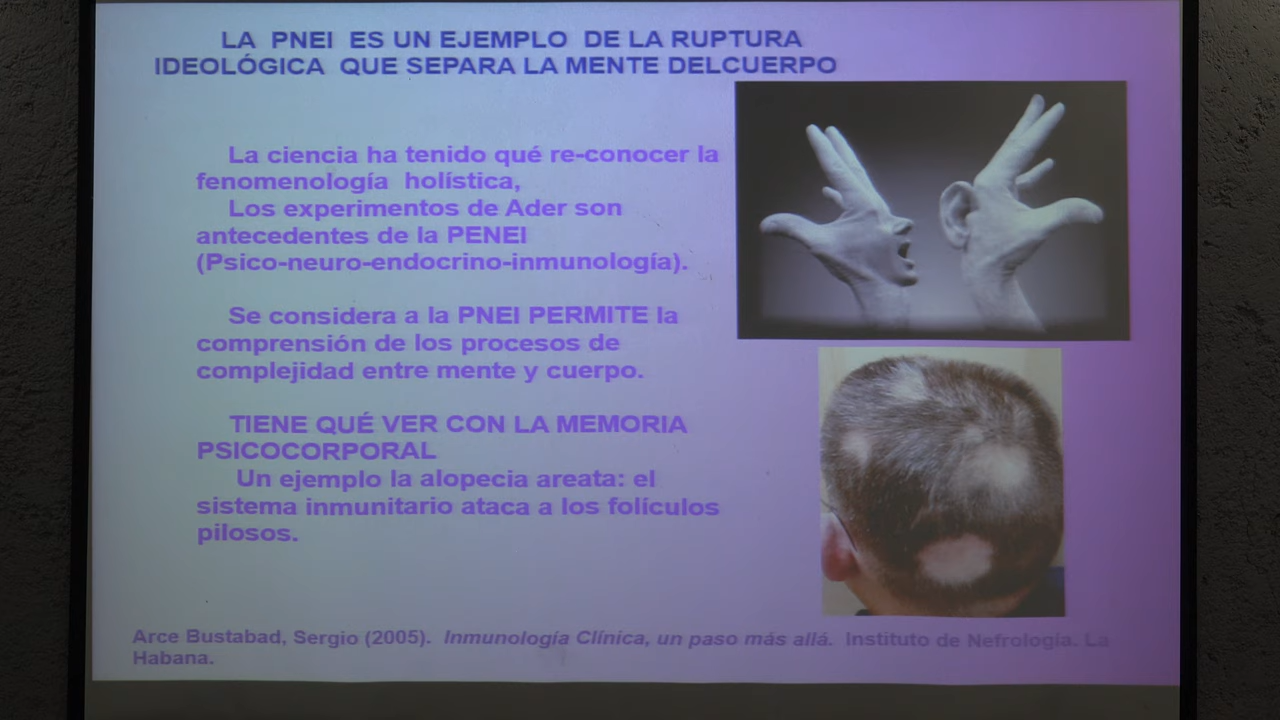 LA PNEI ES UN EJEMPLO DE LA RUPTURA
IDEOLÓGICA QUE SEPARA LA MENTE DELCUERPO
La ciencia ha tenido qué re-conocer la
fenomenología holística,
Los experimentos de Ader son
antecedentes de la PENEI
(Psico-neuro-endocrino-inmunología).
Se considera a la PNEI PERMITE la
comprensión de los procesos de
complejidad entre mente y cuerpo.
TIENE QUÉ VER CON LA MEMORIA
PSICOCORPORAL
Un ejemplo la alopecia areata: el
sistema inmunitario ataca a los folículos
pilosos.
Arce Bustabad, Sergio (2005). Inmunología Clínica, un paso más allá. Instituto de Nefrología. La
Habana.